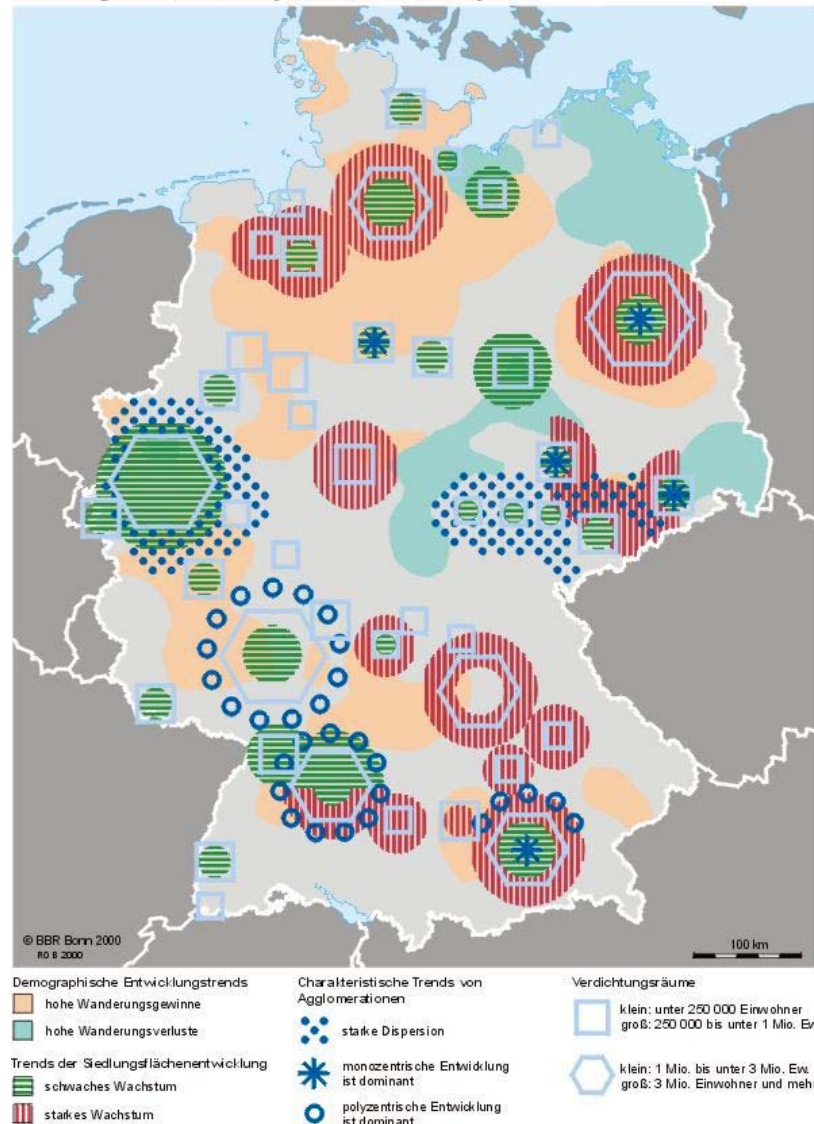 © BBR Bonn 2000
ROB 2000
100 km
Demographische Entwicklungstrends
hohe Wanderungsgewinne
hohe Wanderungsverluste
Trends der Siedlungsflächenentwicklung
schwaches Wachstum
starkes Wachstum
Charakteristische Trends von
Agglomerationen
starke Dispersion
monozentrische Entwicklung
ist dominant
polyzentrische Entwicklung
ist dominant
Verdichtungsräume
klein: unter 250 000 Einwohner
groß: 250 000 bis unter 1 Mio. Ew
klein: 1 Mio. bis unter 3 Mio. Ew.
groß: 3 Mio. Einwohner und mehr